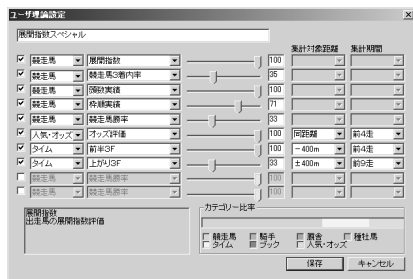 ユーザ理論設定
展開指数スペシャル
集計対象距離 集計期間
競走馬 展開指数 100
競走馬 競走馬3着内率 35
競走馬 頭数実績 100
競走馬 枠順実績 71
競走馬 競走馬勝率 33
人気・オッズ オッズ評価 100 同距離 前4走
タイム 前半3F 100 －400m 前4走
タイム 上がり3F 33 ±400m 前9走
競走馬 競走馬勝率 100
競走馬 競走馬勝率 100
展開指数
出走馬の展開指数評価
カテゴリー比率
競走馬 騎手 厩舎 種牡馬
タイム ブック 人気・オッズ
保存 キャンセル